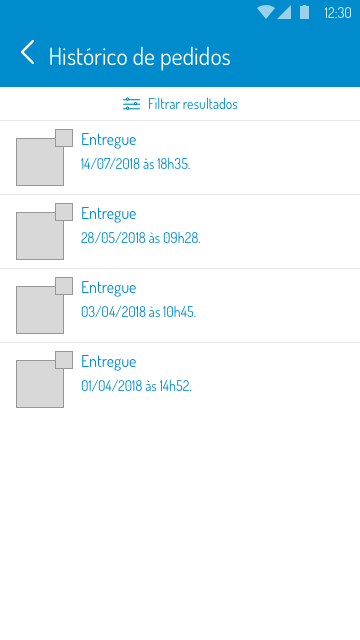 12:30
Histórico de pedidos
Filtrar resultados
Entregue
14/07/2018 às 18h35.
Entregue
28/05/2018 às 09h28.
Entregue
03/04/2018 às 10h45.
Entregue
01/04/2018 às 14h52.